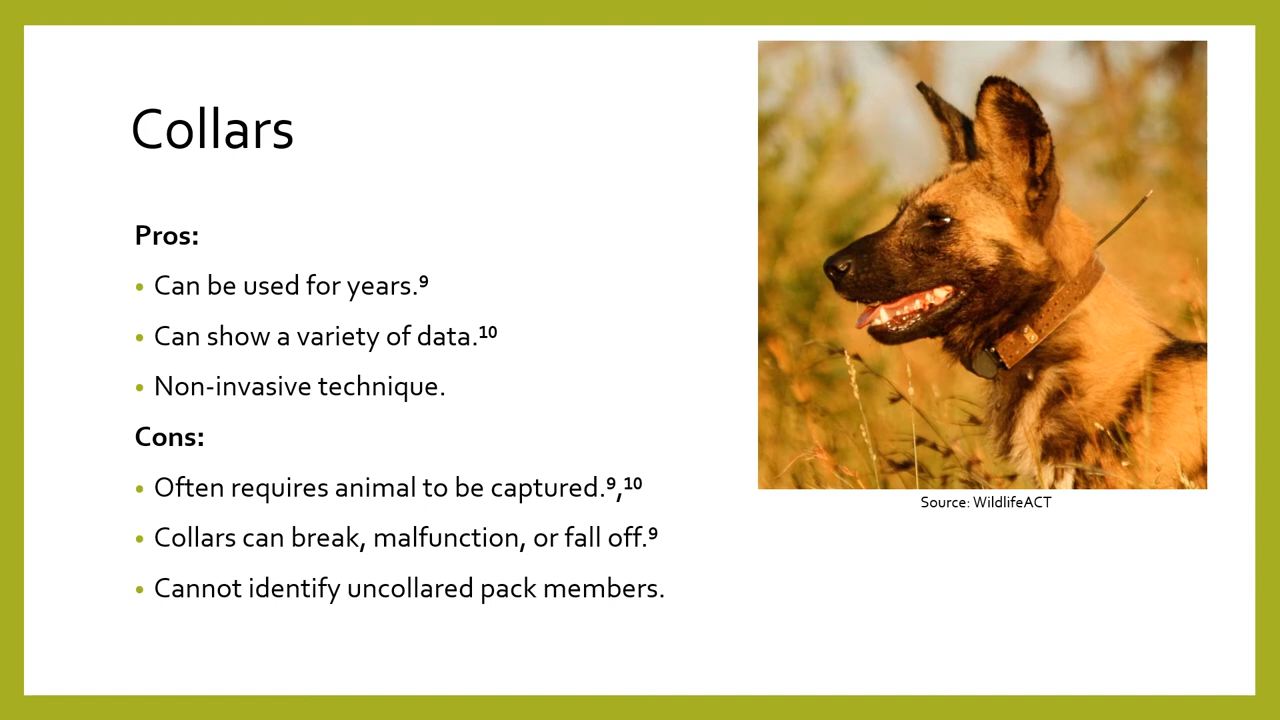 Collars
Pros:
• Can be used for years.⁹
• Can show a variety of data.¹⁰
• Non-invasive technique.
Cons:
• Often requires animal to be captured.⁹,¹⁰
• Collars can break, malfunction, or fall off.⁹
• Cannot identify uncollared pack members.
Source: WildlifeACT